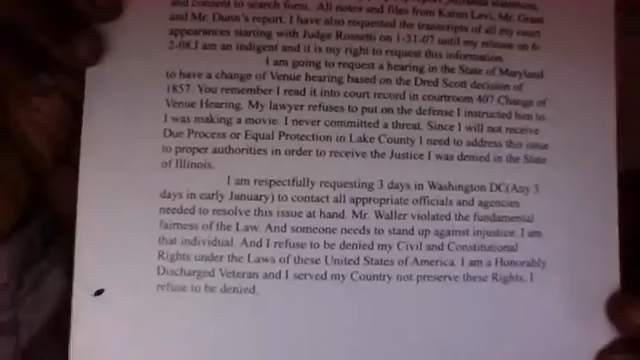 and consent to search form. All notes and files from Karen Levi, Mr. Grant
and Mr. Dunn's report. I have also requested the transcripts of all my court
appearances starting with Judge Rossetti on 1-31-07 until my release on 6-
2-08.I am an indigent and it is my right to request this information.
I am going to request a hearing in the State of Maryland
to have a change of Venue hearing based on the Dred Scott decision of
1857. You remember I read it into court record in courtroom 407 Change of
Venue Hearing. My lawyer refuses to put on the defense I instructed him to.
I was making a movie. I never committed a threat. Since I will not receive
Due Process or Equal Protection in Lake County I need to address this issue
to proper authorities in order to receive the Justice I was denied in the State
of Illinois.
I am respectfully requesting 3 days in Washington DC(Any 3
days in early January) to contact all appropriate officials and agencies
needed to resolve this issue at hand. Mr. Waller violated the fundamental
fairness of the Law. And someone needs to stand up against injustice. I am
that individual. And I refuse to be denied my Civil and Constitutional
Rights under the Laws of these United States of America. I am a Honorably
Discharged Veteran and I served my Country not preserve these Rights. I
refuse to be denied.